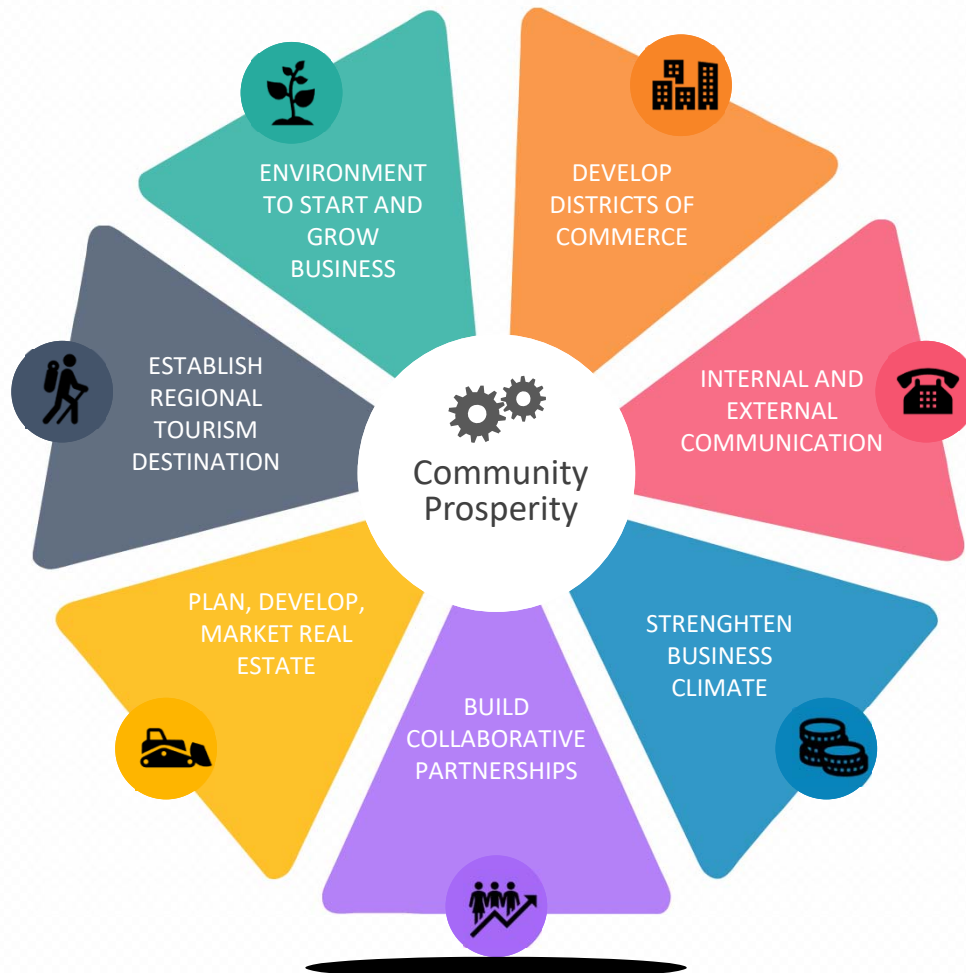 ENVIRONMENT
TO START AND
GROW
BUSINESS
DEVELOP
DISTRICTS OF
COMMERCE
INTERNAL AND
EXTERNAL
COMMUNICATION
STRENGHTEN
BUSINESS
CLIMATE
BUILD
COLLABORATIVE
PARTNERSHIPS
PLAN, DEVELOP,
MARKET REAL
ESTATE
ESTABLISH
REGIONAL
TOURISM
DESTINATION
Community
Prosperity